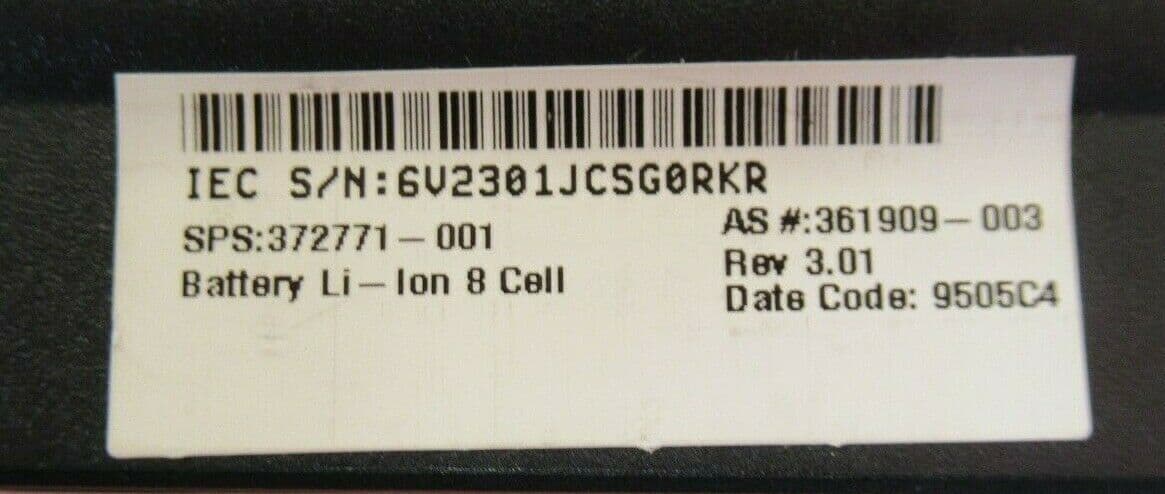 IEC S/N:6V2301JCSG0RKR
SPS:372771-001
Battery Li-Ion 8 Cell
AS #:361909-003
Rev 3.01
Date Code: 9505C4